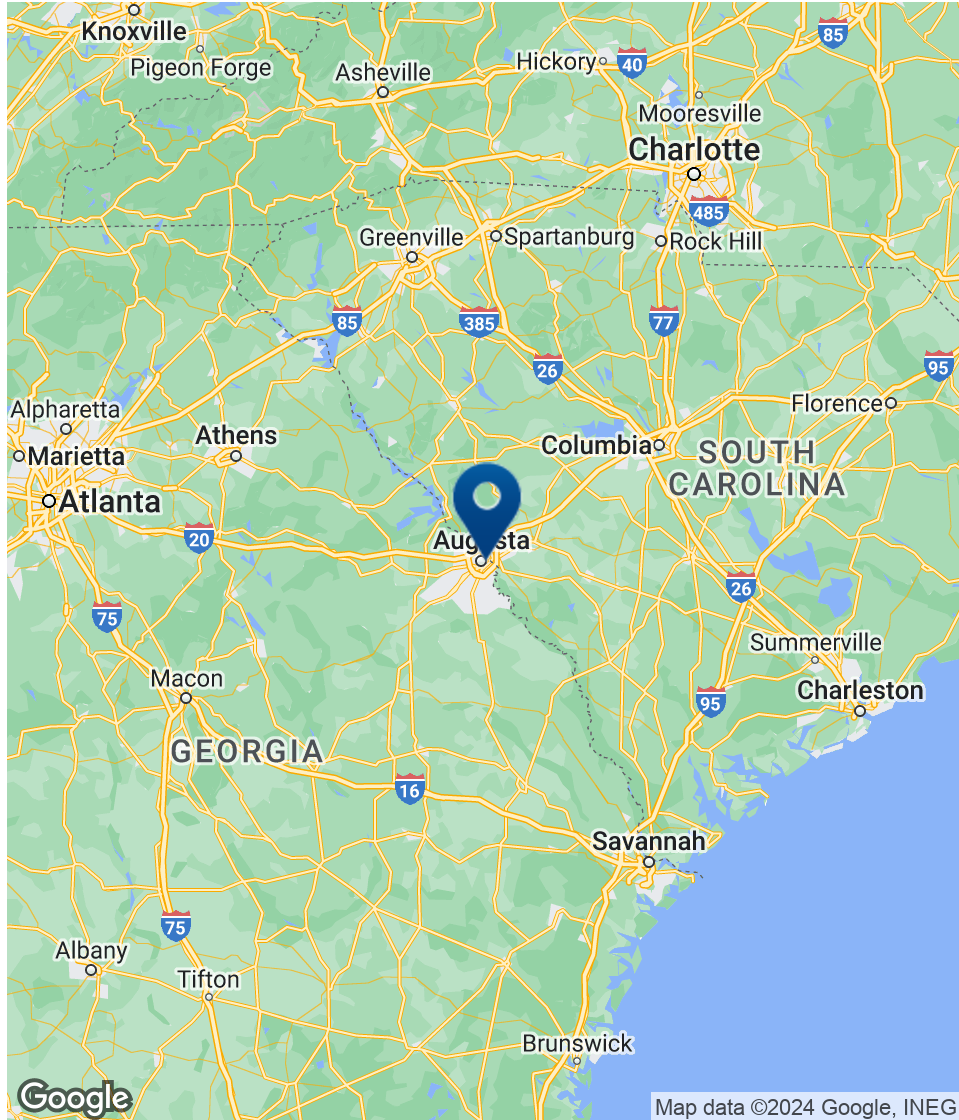 Knoxville
Pigeon Forge
Asheville
Hickory
40
85
Mooresville
Charlotte
485
Greenville
Spartanburg
Rock Hill
85
385
77
26
95
Alpharetta
Athens
Florence
Marietta
Columbia
SOUTH
CAROLINA
Atlanta
20
Augusta
26
75
Summerville
Macon
Charleston
95
GEORGIA
16
Savannah
75
Albany
Tifton
Brunswick
Google
Map data ©2024 Google, INEG